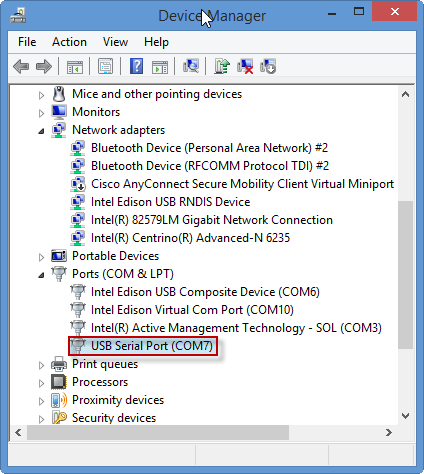 Device Manager
File Action View Help
Mice and other pointing devices
Monitors
Network adapters
Bluetooth Device (Personal Area Network) #2
Bluetooth Device (RFCOMM Protocol TDI) #2
Cisco AnyConnect Secure Mobility Client Virtual Miniport
Intel Edison USB RNDIS Device
Intel(R) 82579LM Gigabit Network Connection
Intel(R) Centrino(R) Advanced-N 6235
Portable Devices
Ports (COM & LPT)
Intel Edison USB Composite Device (COM6)
Intel Edison Virtual Com Port (COM10)
Intel(R) Active Management Technology - SOL (COM3)
USB Serial Port (COM7)
Print queues
Processors
Proximity devices
Security devices